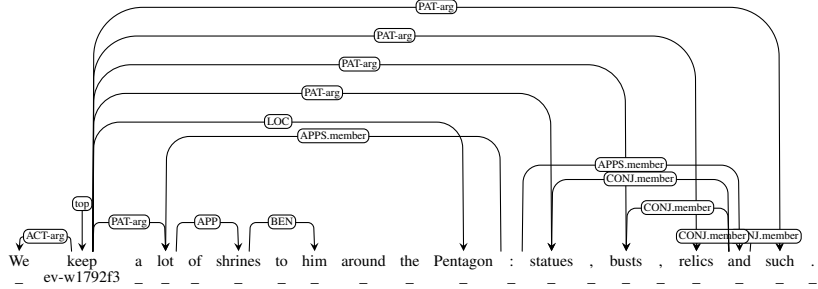 PAT-arg
PAT-arg
PAT-arg
PAT-arg
LOC
APPS.member
APPS.member
CONJ.member
top
CONJ.member
PAT-arg APP BEN
ACT-arg CONJ.member NJ.member
We keep a lot of shrines to him around the Pentagon : statues , busts , relics and such .
_ ev-w1792f3 _ _ _ _ _ _ _ _ _ _ _ _ _ _ _ _ _ _